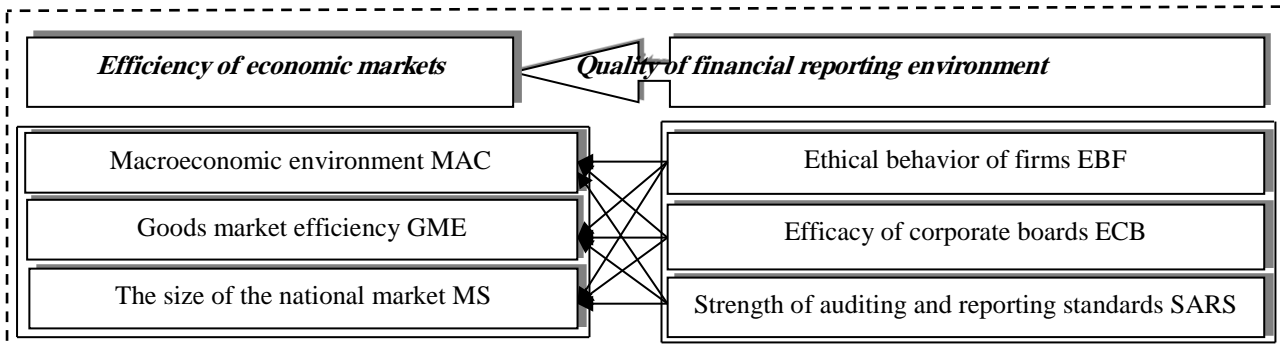 Efficiency of economic markets
Quality of financial reporting environment
Macroeconomic environment MAC
Goods market efficiency GME
The size of the national market MS
Ethical behavior of firms EBF
Efficacy of corporate boards ECB
Strength of auditing and reporting standards SARS